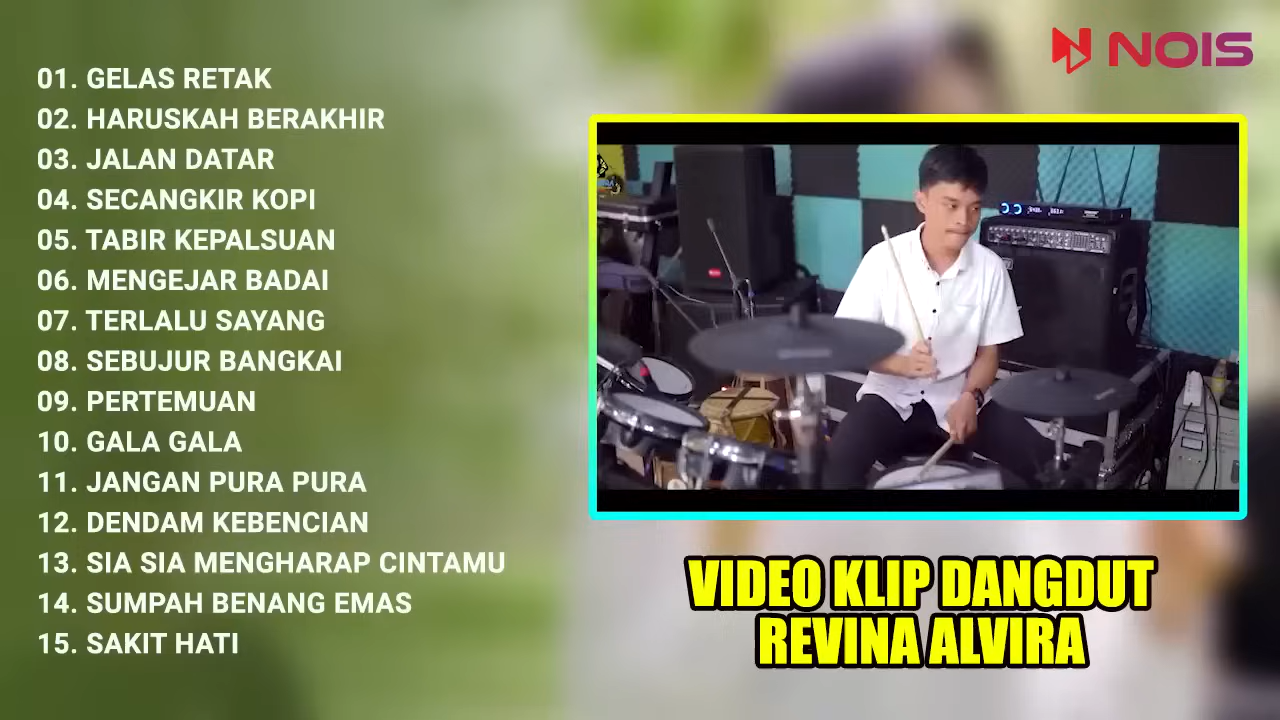 01. GELAS RETAK
02. HARUSKAH BERAKHIR
03. JALAN DATAR
04. SECANGKIR KOPI
05. TABIR KEPALSUAN
06. MENGEJAR BADAI
07. TERLALU SAYANG
08. SEBUJUR BANGKAI
09. PERTEMUAN
10. GALA GALA
11. JANGAN PURA PURA
12. DENDAM KEBENCIAN
13. SIA SIA MENGHARAP CINTAMU
14. SUMPAH BENANG EMAS
15. SAKIT HATI
NOIS
VIDEO KLIP DANGDUT
REVINA ALVIRA